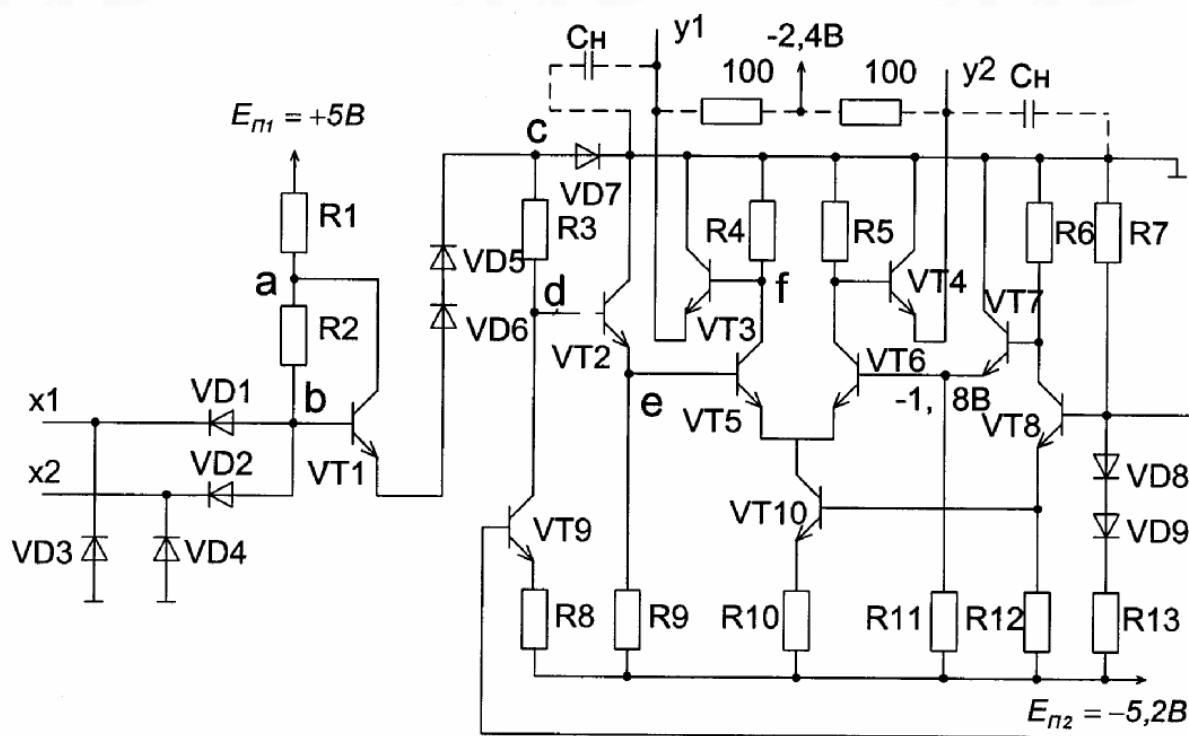 Сн
y1
-2,4В
100
100
y2
Сн
EП1 = +5В
c
VD7
R1
R3
R4
R5
R6
R7
VD5
a
d
f
VT4
VT7
R2
VD6
VT3
VT2
VT6
x1
VD1
b
e
-1, 8В
VT5
VT8
x2
VD2
VT1
VD8
VT9
VT10
VD9
VD3
VD4
R8
R9
R10
R11
R12
R13
EП2 = −5,2В